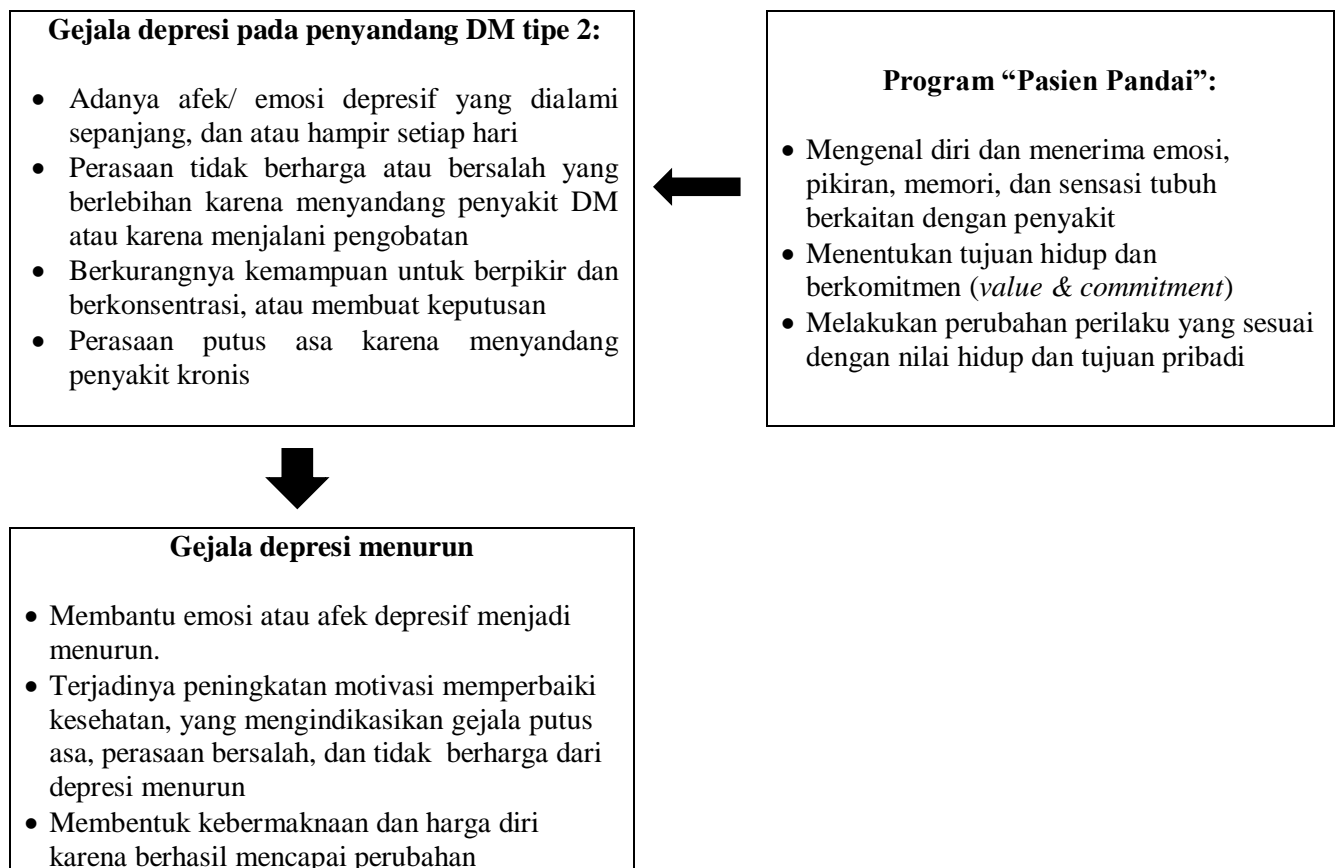 Gejala depresi pada penyandang DM tipe 2:
• Adanya afek/ emosi depresif yang dialami
sepanjang, dan atau hampir setiap hari
• Perasaan tidak berharga atau bersalah yang
berlebihan karena menyandang penyakit DM
atau karena menjalani pengobatan
• Berkurangnya kemampuan untuk berpikir dan
berkonsentrasi, atau membuat keputusan
• Perasaan putus asa karena menyandang
penyakit kronis
Program “Pasien Pandai”:
• Mengenal diri dan menerima emosi,
pikiran, memori, dan sensasi tubuh
berkaitan dengan penyakit
• Menentukan tujuan hidup dan
berkomitmen (value & commitment)
• Melakukan perubahan perilaku yang sesuai
dengan nilai hidup dan tujuan pribadi
Gejala depresi menurun
• Membantu emosi atau afek depresif menjadi
menurun.
• Terjadinya peningkatan motivasi memperbaiki
kesehatan, yang mengindikasikan gejala putus
asa, perasaan bersalah, dan tidak berharga dari
depresi menurun
• Membentuk kebermaknaan dan harga diri
karena berhasil mencapai perubahan